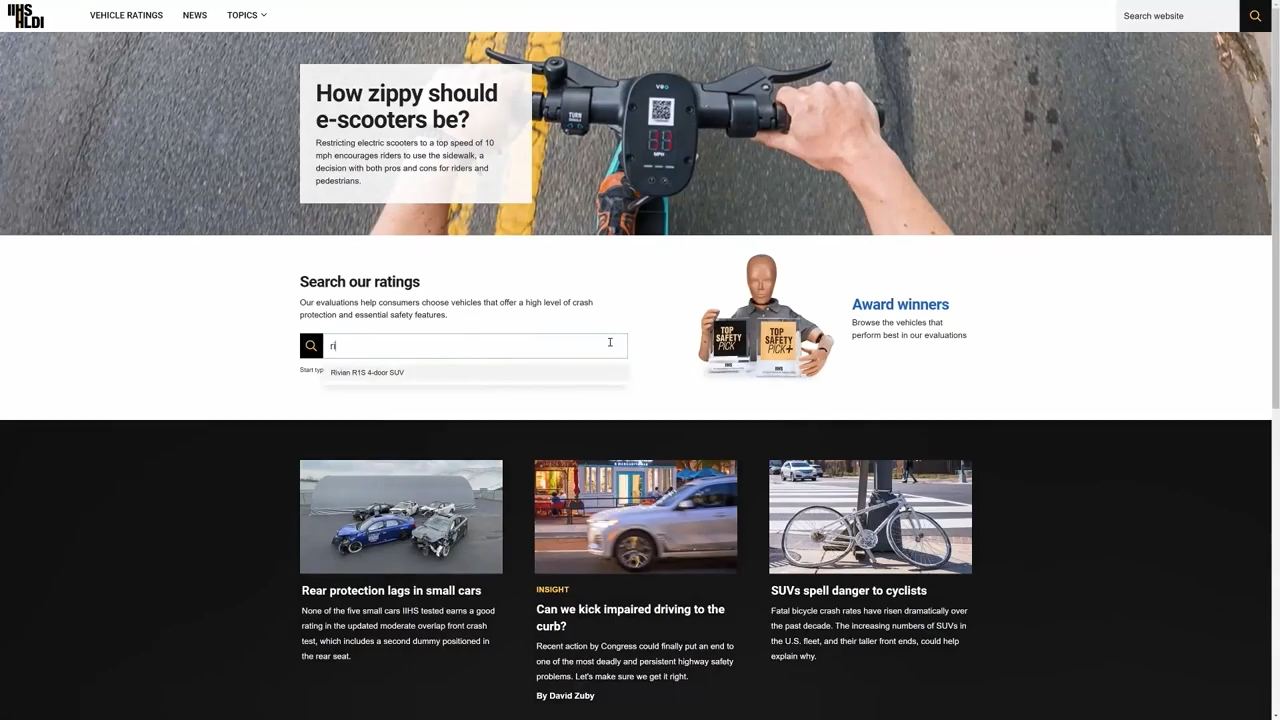 IIHS
HLDI
VEHICLE RATINGS
NEWS
TOPICS
Search website
How zippy should
e-scooters be?
Restricting electric scooters to a top speed of 10
mph encourages riders to use the sidewalk, a
decision with both pros and cons for riders and
pedestrians.
VEO
TURN
MPH
Search our ratings
Our evaluations help consumers choose vehicles that offer a high level of crash
protection and essential safety features.
ri
Start typ
Rivian R1S 4-door SUV
TOP
SAFETY
PICK
IIHS
TOP
SAFETY
PICK+
IIHS
Award winners
Browse the vehicles that
perform best in our evaluations
Rear protection lags in small cars
None of the five small cars IIHS tested earns a good
rating in the updated moderate overlap front crash
test, which includes a second dummy positioned in
the rear seat.
INSIGHT
Can we kick impaired driving to the
curb?
Recent action by Congress could finally put an end to
one of the most deadly and persistent highway safety
problems. Let's make sure we get it right.
By David Zuby
SUVs spell danger to cyclists
Fatal bicycle crash rates have risen dramatically over
the past decade. The increasing numbers of SUVs in
the U.S. fleet, and their taller front ends, could help
explain why.